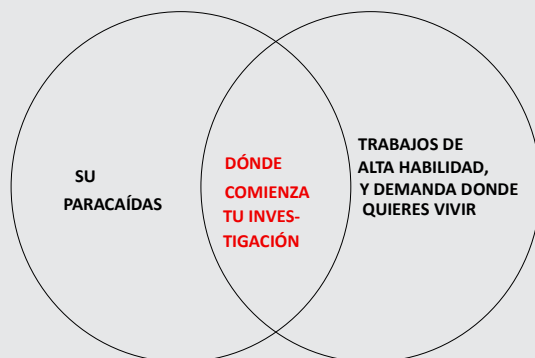 SU
PARACAÍDAS
DÓNDE
COMIENZA
TU INVES-
TIGACIÓN
TRABAJOS DE
ALTA HABILIDAD,
Y DEMANDA DONDE
QUIERES VIVIR